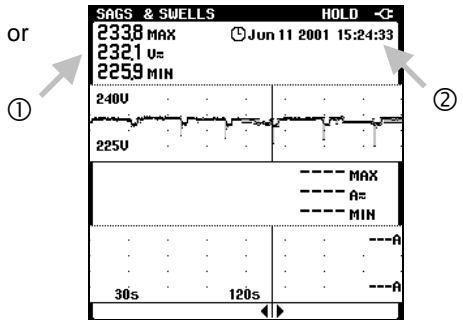 SAGS & SWELLS HOLD
or
233.8 MAX Jun 11 2001 15:24:33
232.1 V≂
225.9 MIN
① ②
240V
225V
---- MAX
---- A≂
---- MIN
---A
---A
30s 120s